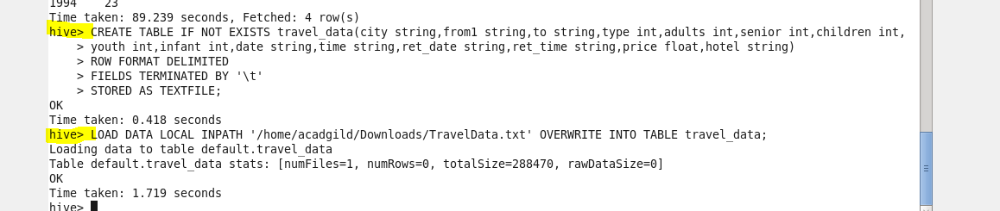 1994    23
Time taken: 89.239 seconds, Fetched: 4 row(s)
hive> CREATE TABLE IF NOT EXISTS travel_data(city string,from1 string,to string,type int,adults int,senior int,children int,
    > youth int,infant int,date string,time string,ret_date string,ret_time string,price float,hotel string)
    > ROW FORMAT DELIMITED
    > FIELDS TERMINATED BY '\t'
    > STORED AS TEXTFILE;
OK
Time taken: 0.418 seconds
hive> LOAD DATA LOCAL INPATH '/home/acadgild/Downloads/TravelData.txt' OVERWRITE INTO TABLE travel_data;
Loading data to table default.travel_data
Table default.travel_data stats: [numFiles=1, numRows=0, totalSize=288470, rawDataSize=0]
OK
Time taken: 1.719 seconds
hive>